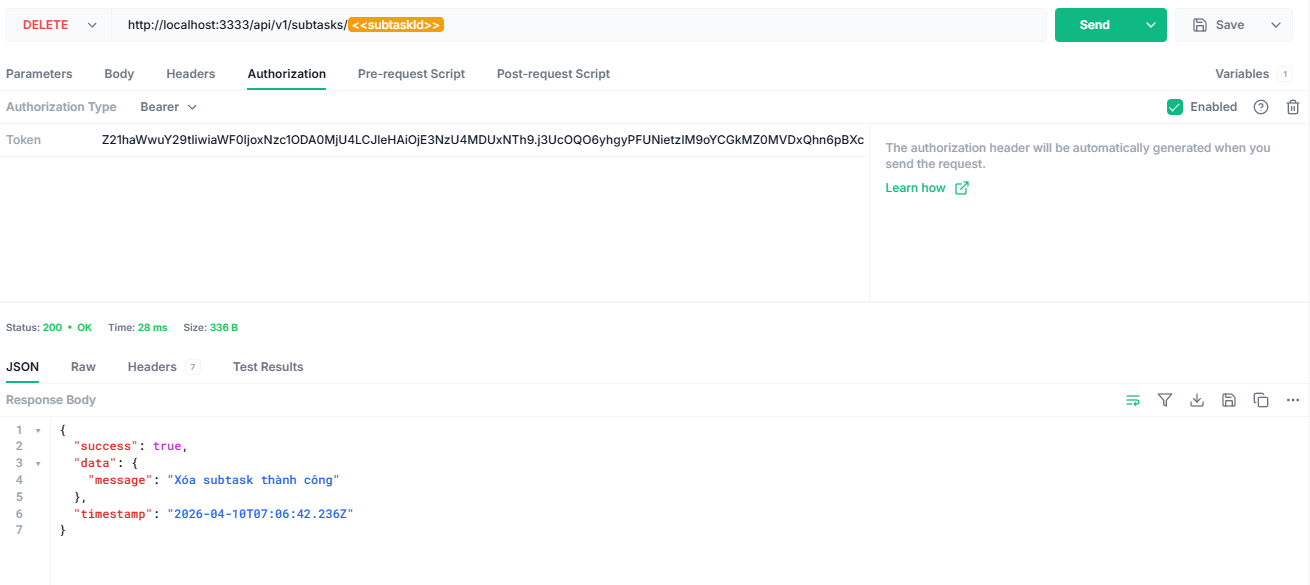 DELETE http://localhost:3333/api/v1/subtasks/<<subtaskId>> Send Save
Parameters Body Headers Authorization Pre-request Script Post-request Script Variables 1
Authorization Type Bearer Enabled
Token Z21haWwuY29tIiwiaWF0IjoxNzc1ODA0MjU4LCJleHAiOjE3NzU4MDUxNTh9.j3UcOQO6yhgyPFUNietzIM9oYCGkMZ0MVDxQhn6pBXc
The authorization header will be automatically generated when you
send the request.
Learn how
Status: 200 • OK Time: 28 ms Size: 336 B
JSON Raw Headers 7 Test Results
Response Body
1 {
2 "success": true,
3 "data": {
4 "message": "Xóa subtask thành công"
5 },
6 "timestamp": "2026-04-10T07:06:42.236Z"
7 }